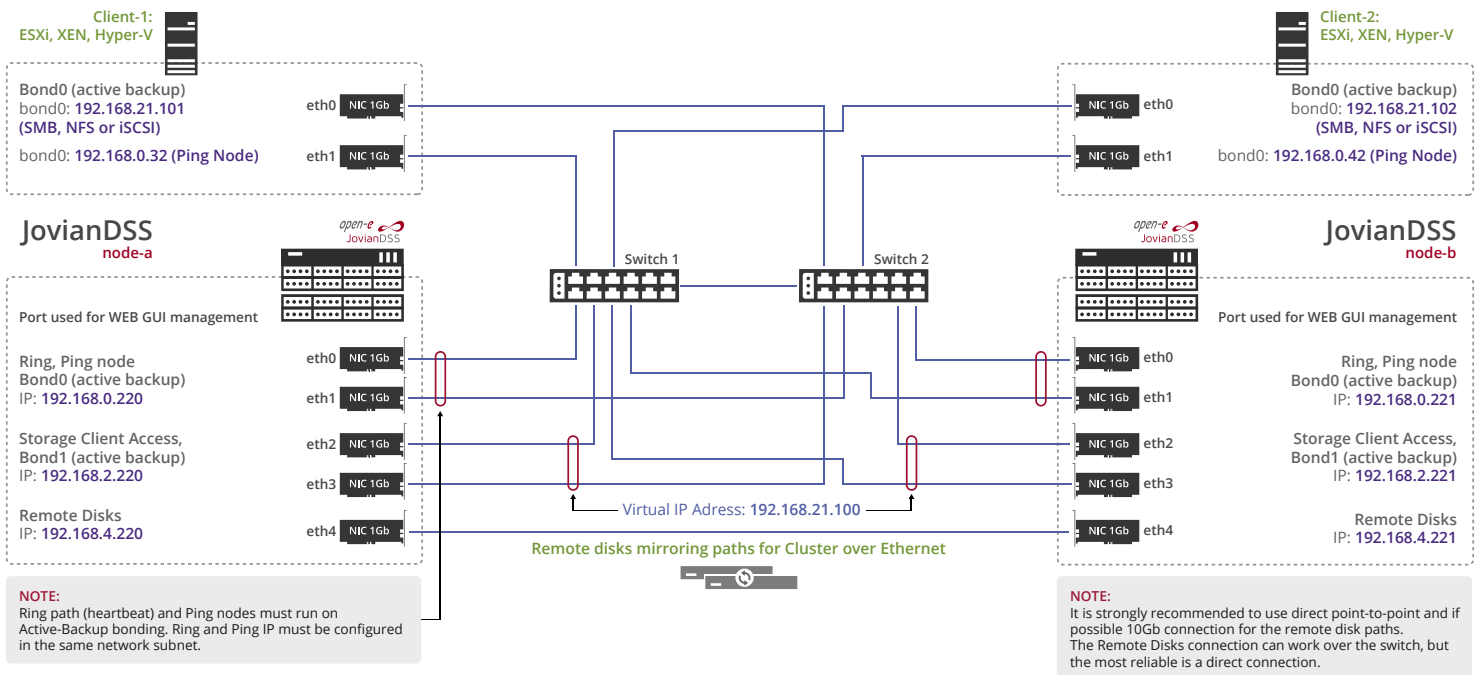 Client-1:
ESXi, XEN, Hyper-V
Bond0 (active backup)
bond0: 192.168.21.101
(SMB, NFS or iSCSI)
bond0: 192.168.0.32 (Ping Node)
eth0
NIC 1Gb
eth1
NIC 1Gb
Client-2:
ESXi, XEN, Hyper-V
NIC 1Gb
eth0
NIC 1Gb
eth1
Bond0 (active backup)
bond0: 192.168.21.102
(SMB, NFS or iSCSI)
bond0: 192.168.0.42 (Ping Node)
JovianDSS
node-a
open-e
JovianDSS
Port used for WEB GUI management
Ring, Ping node
Bond0 (active backup)
IP: 192.168.0.220
Storage Client Access,
Bond1 (active backup)
IP: 192.168.2.220
Remote Disks
IP: 192.168.4.220
eth0
NIC 1Gb
eth1
NIC 1Gb
eth2
NIC 1Gb
eth3
NIC 1Gb
eth4
NIC 1Gb
Switch 1
Switch 2
Virtual IP Adress: 192.168.21.100
Remote disks mirroring paths for Cluster over Ethernet
open-e
JovianDSS
JovianDSS
node-b
Port used for WEB GUI management
NIC 1Gb
eth0
NIC 1Gb
eth1
NIC 1Gb
eth2
NIC 1Gb
eth3
NIC 1Gb
eth4
Ring, Ping node
Bond0 (active backup)
IP: 192.168.0.221
Storage Client Access,
Bond1 (active backup)
IP: 192.168.2.221
Remote Disks
IP: 192.168.4.221
NOTE:
Ring path (heartbeat) and Ping nodes must run on
Active-Backup bonding. Ring and Ping IP must be configured
in the same network subnet.
NOTE:
It is strongly recommended to use direct point-to-point and if
possible 10Gb connection for the remote disk paths.
The Remote Disks connection can work over the switch, but
the most reliable is a direct connection.